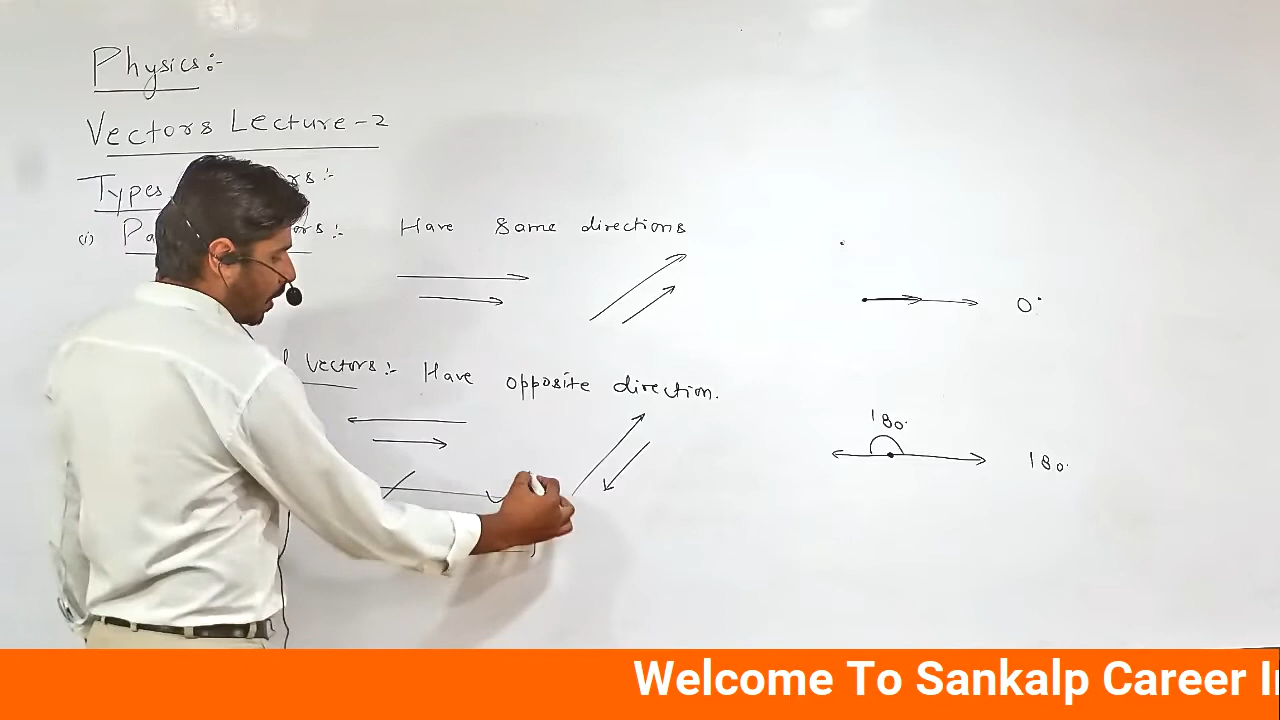 Physics:-
Vectors Lecture-2
Types
(i) :- Have same directions
0°
Vectors:- Have opposite direction.
180°
180°
Welcome To Sankalp Career